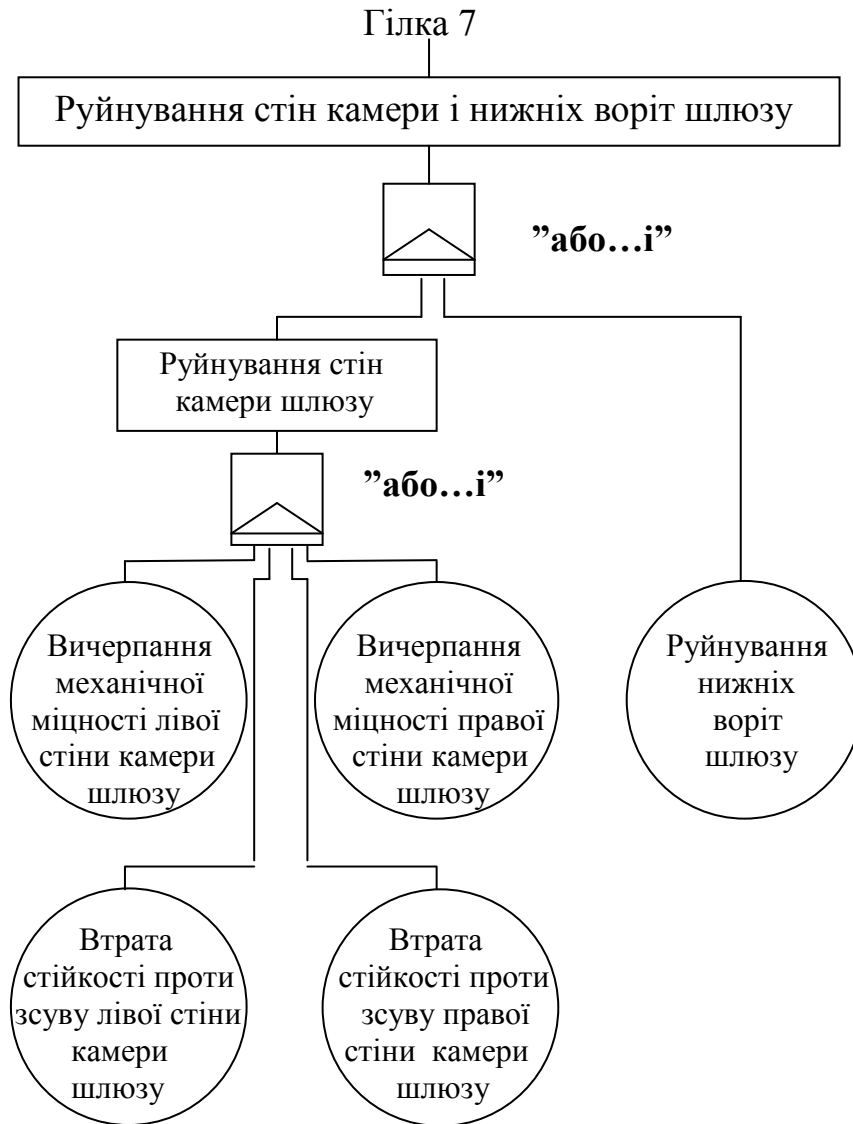 Гілка 7
Руйнування стін камери і нижніх воріт шлюзу
”або…і”
Руйнування стін
камери шлюзу
”або…і”
Вичерпання
механічної
міцності лівої
стіни камери
шлюзу
Вичерпання
механічної
міцності правої
стіни камери
шлюзу
Руйнування
нижніх
воріт
шлюзу
Втрата
стійкості проти
зсуву лівої стіни
камери
шлюзу
Втрата
стійкості проти
зсуву правої
стіни камери
шлюзу